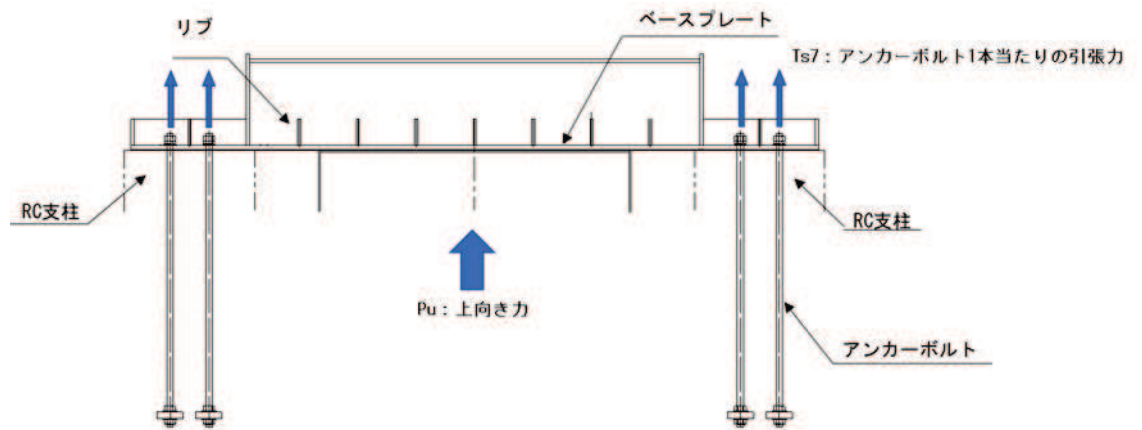 リブ
ベースプレート
Ts7：アンカーボルト1本当たりの引張力
RC支柱
RC支柱
Pu：上向き力
アンカーボルト